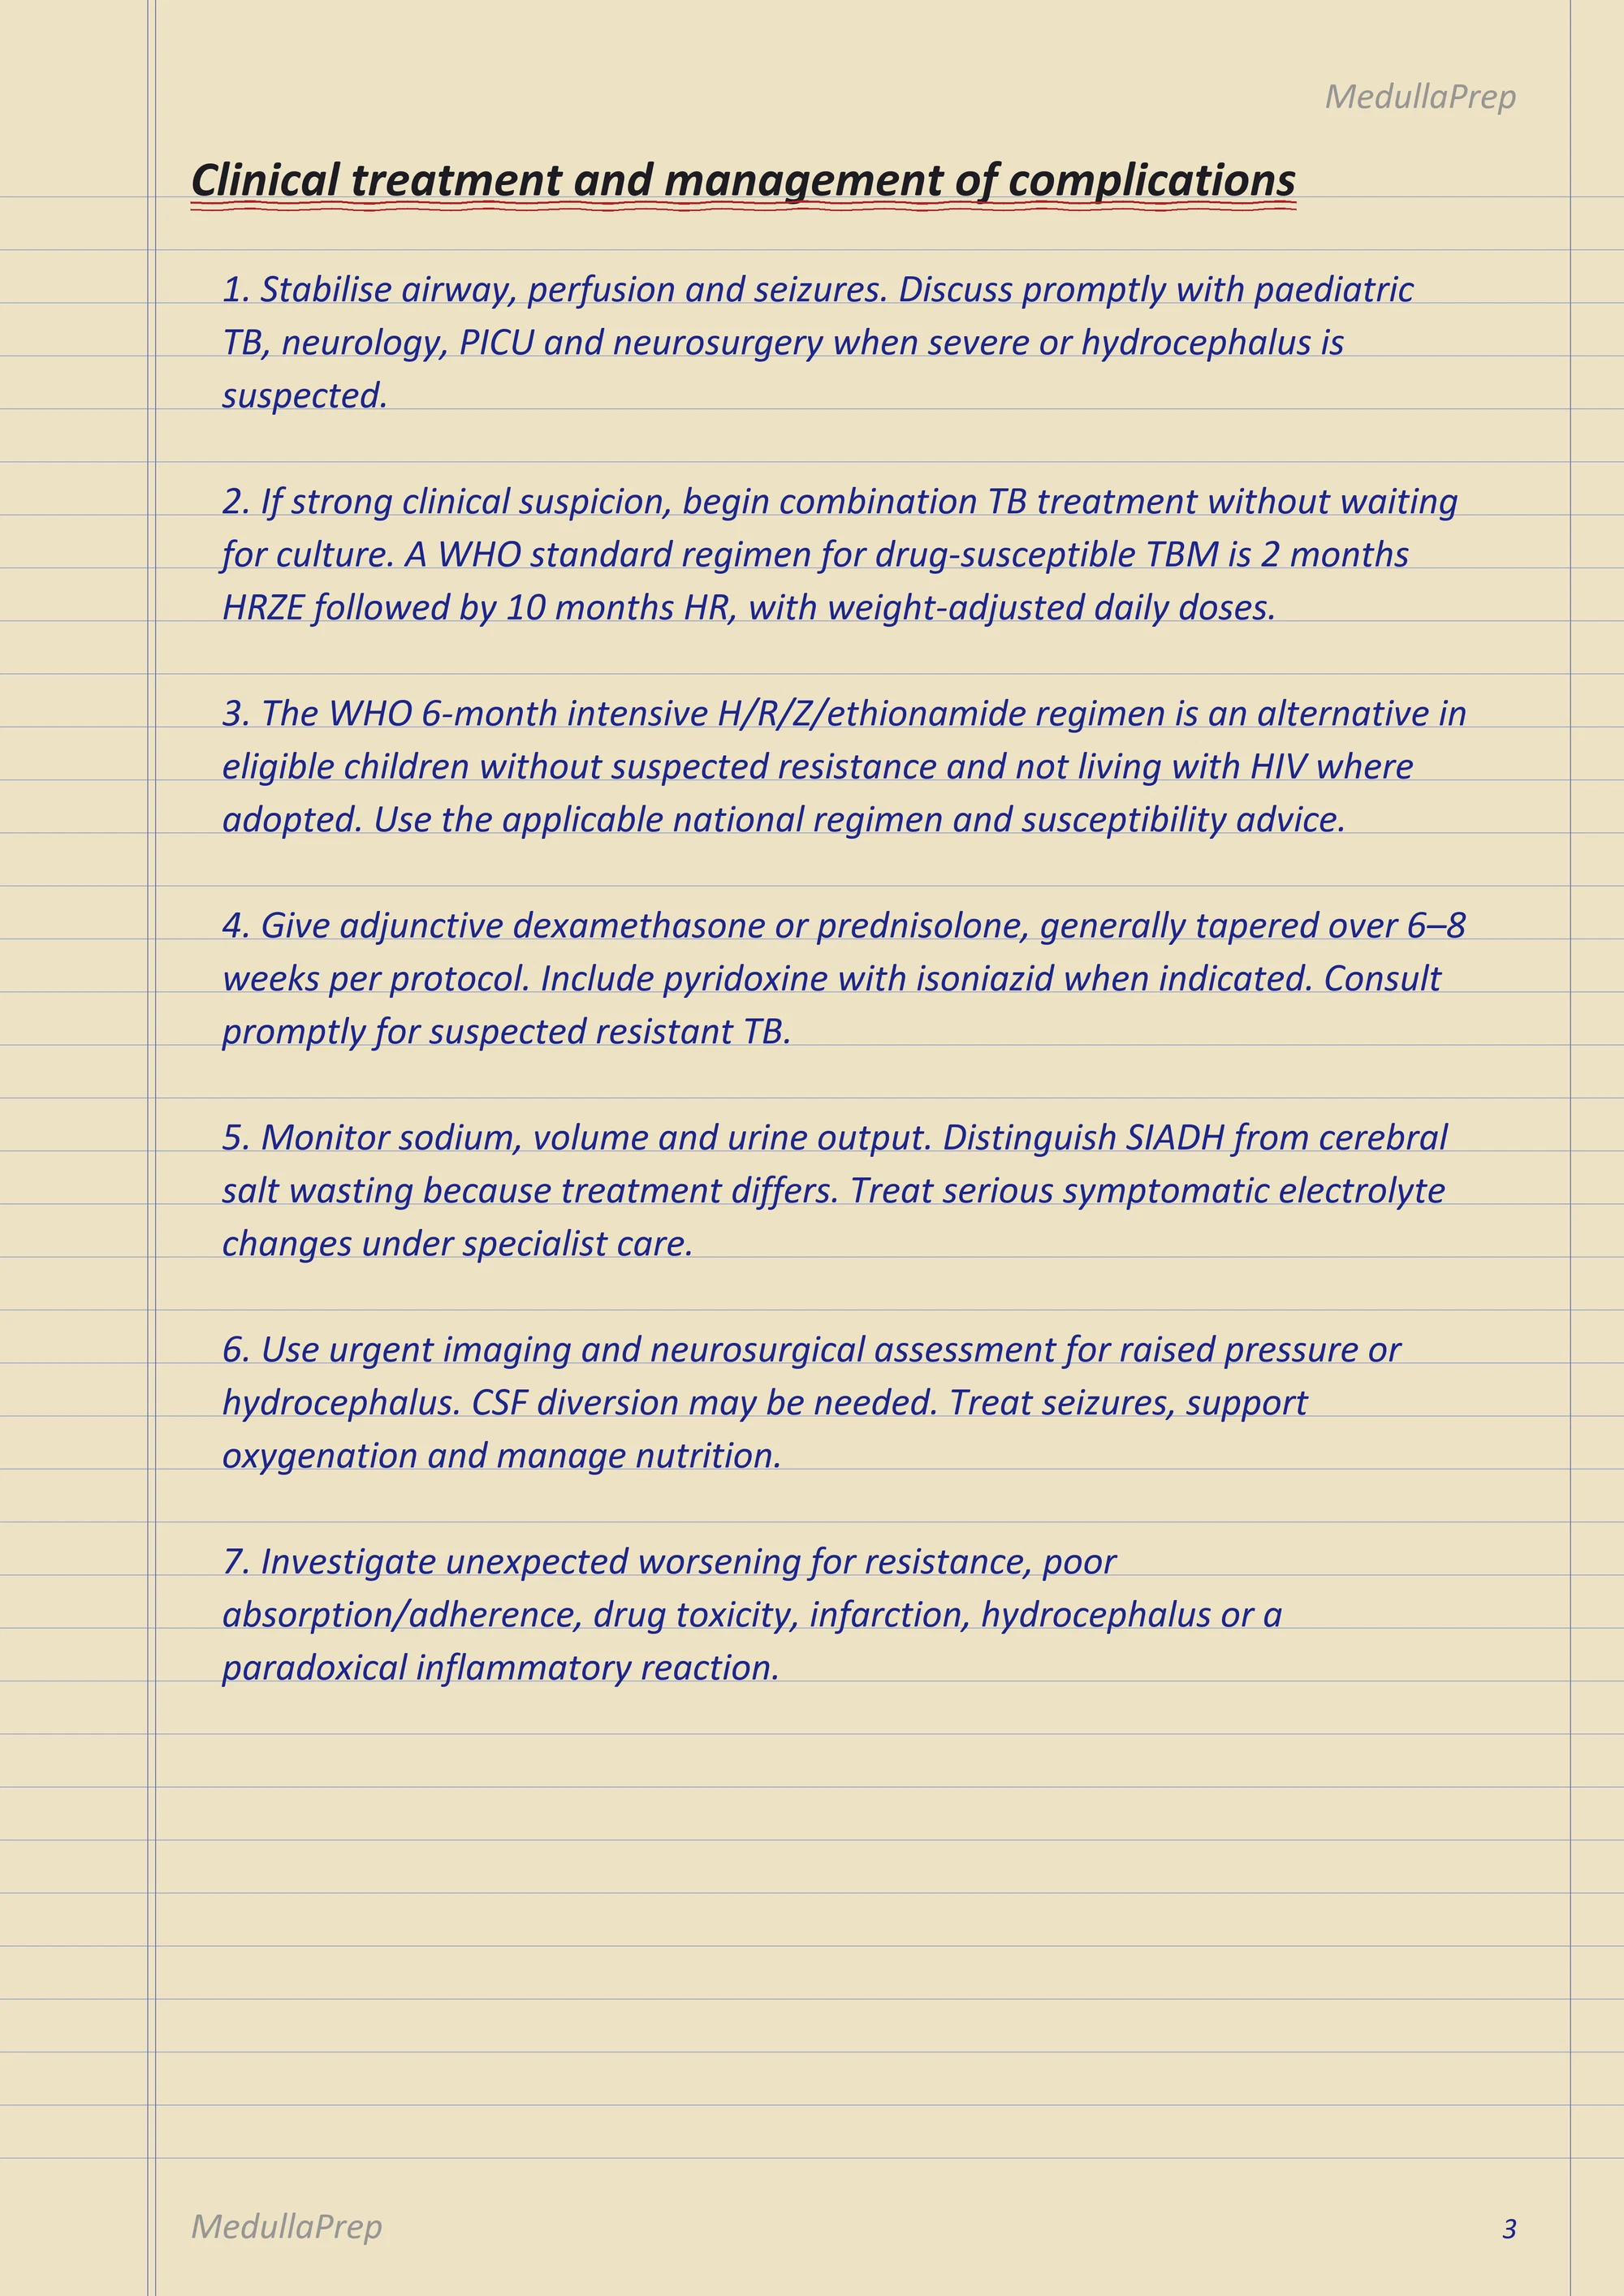 MedullaPrep
Clinical treatment and management of complications
1. Stabilise airway, perfusion and seizures. Discuss promptly with paediatric
TB, neurology, PICU and neurosurgery when severe or hydrocephalus is
suspected.
2. If strong clinical suspicion, begin combination TB treatment without waiting
for culture. A WHO standard regimen for drug-susceptible TBM is 2 months
HRZE followed by 10 months HR, with weight-adjusted daily doses.
3. The WHO 6-month intensive H/R/Z/ethionamide regimen is an alternative in
eligible children without suspected resistance and not living with HIV where
adopted. Use the applicable national regimen and susceptibility advice.
4. Give adjunctive dexamethasone or prednisolone, generally tapered over 6–8
weeks per protocol. Include pyridoxine with isoniazid when indicated. Consult
promptly for suspected resistant TB.
5. Monitor sodium, volume and urine output. Distinguish SIADH from cerebral
salt wasting because treatment differs. Treat serious symptomatic electrolyte
changes under specialist care.
6. Use urgent imaging and neurosurgical assessment for raised pressure or
hydrocephalus. CSF diversion may be needed. Treat seizures, support
oxygenation and manage nutrition.
7. Investigate unexpected worsening for resistance, poor
absorption/adherence, drug toxicity, infarction, hydrocephalus or a
paradoxical inflammatory reaction.
MedullaPrep
3